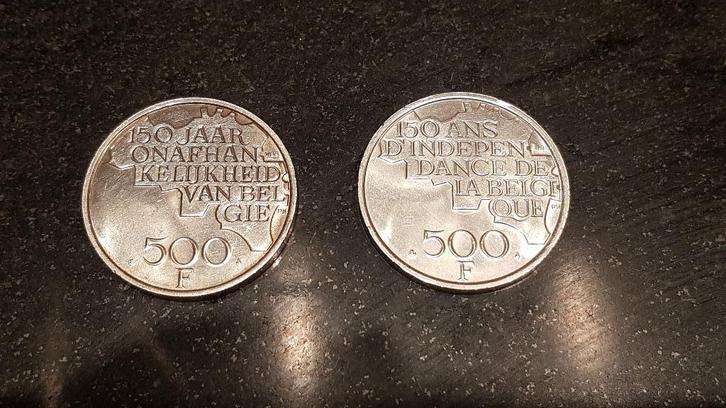 150 JAAR
ONAFHAN
KELIJKHEID
VAN BEL
GIE
500
F
150 ANS
D'INDEPEN
DANCE DE
LA BELGI
QUE
500
F